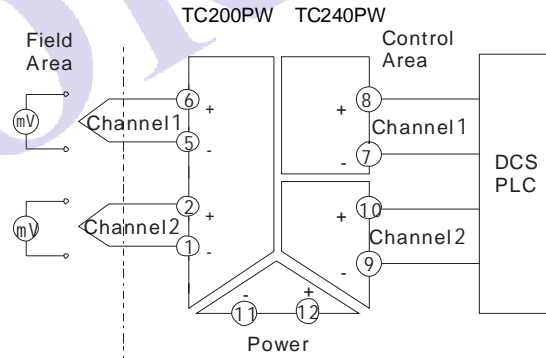 TC200PW TC240PW
Field
Area
Control
Area
6
+
mV
Channel1
5
-
8
+
Channel1
-
7
DCS
PLC
2
+
mV
Channel2
1
-
10
+
Channel2
-
9
-
+
11
12
Power